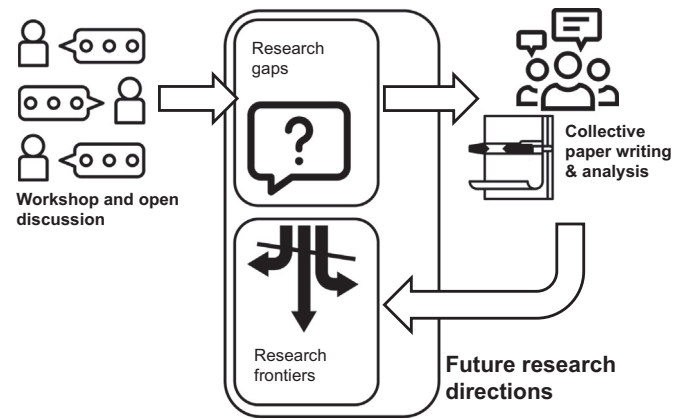 Research
gaps
?
Workshop and open
discussion
Collective
paper writing
& analysis
Research
frontiers
Future research
directions